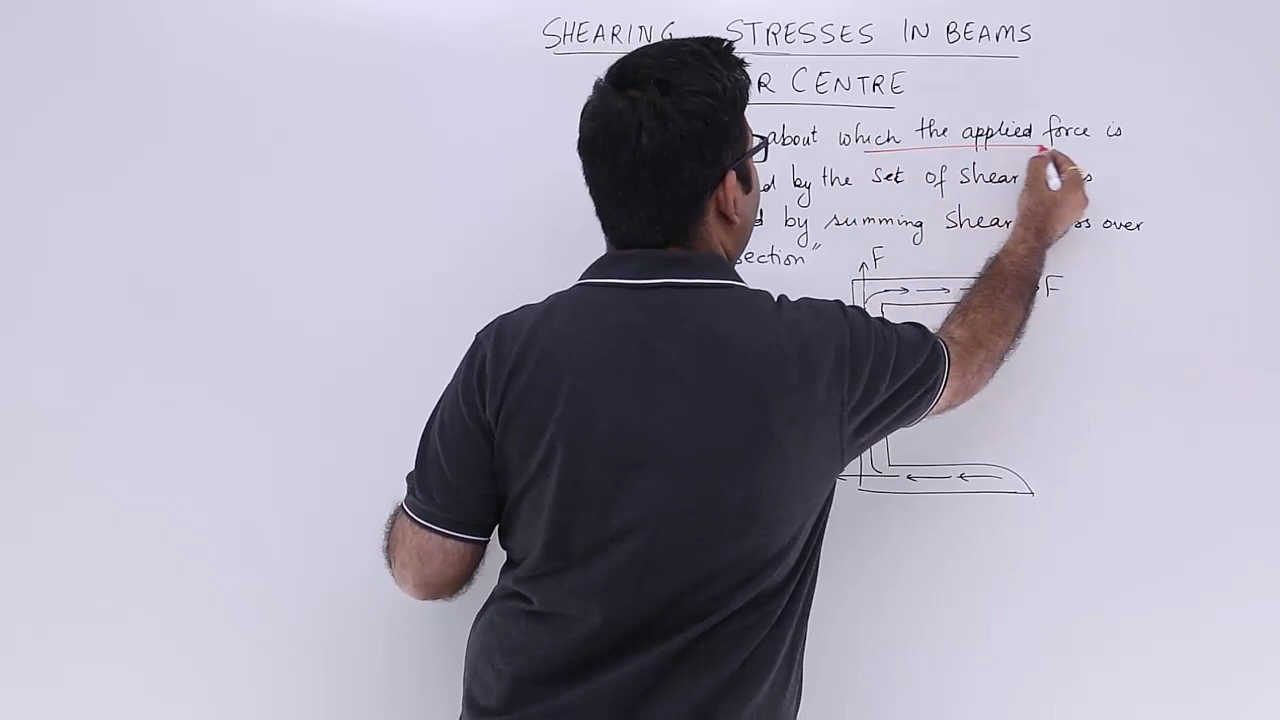 SHEARING STRESSES IN BEAMS
R CENTRE
about which the applied force is
d by the set of shear s
d by summing shear over
section"
F
F